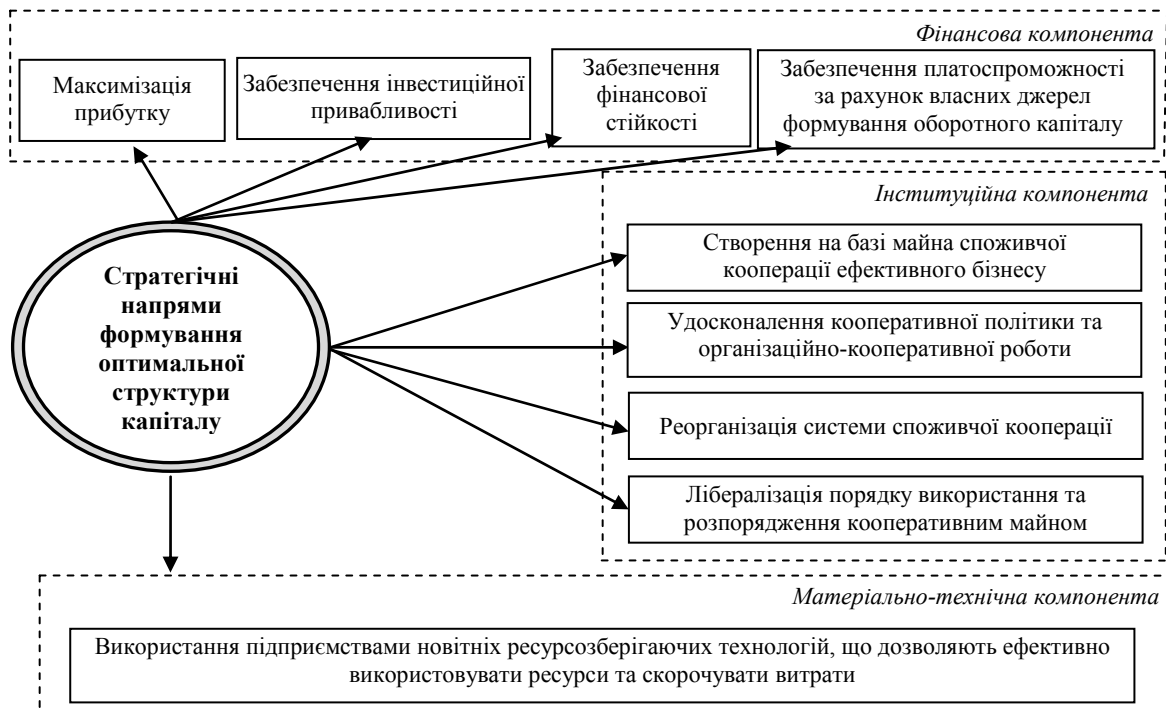 Фінансова компонента
Максимізація
прибутку
Забезпечення інвестиційної
привабливості
Забезпечення
фінансової
стійкості
Забезпечення платоспроможності
за рахунок власних джерел
формування оборотного капіталу
Інституційна компонента
Створення на базі майна споживчої
кооперації ефективного бізнесу
Удосконалення кооперативної політики та
організаційно-кооперативної роботи
Реорганізація системи споживчої кооперації
Лібералізація порядку використання та
розпорядження кооперативним майном
Стратегічні
напрями
формування
оптимальної
структури
капіталу
Матеріально-технічна компонента
Використання підприємствами новітніх ресурсозберігаючих технологій, що дозволяють ефективно
використовувати ресурси та скорочувати витрати